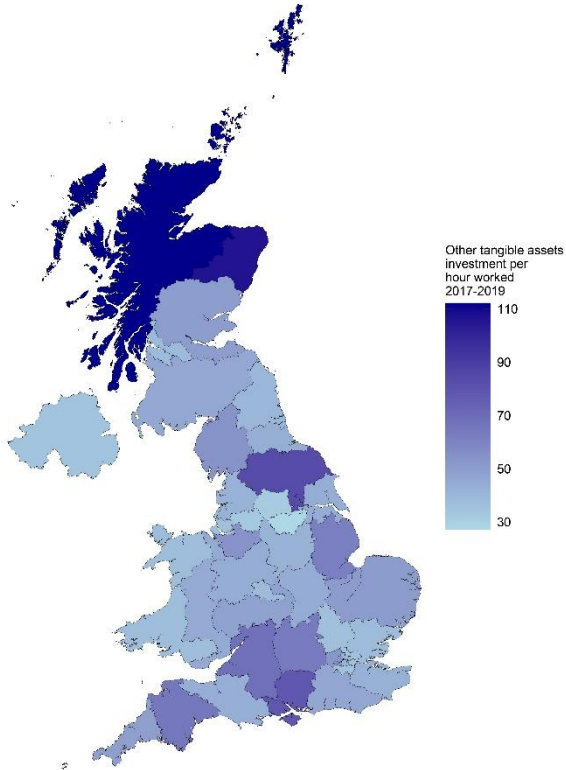 Other tangible assets
investment per
hour worked
2017-2019
110
90
70
50
30